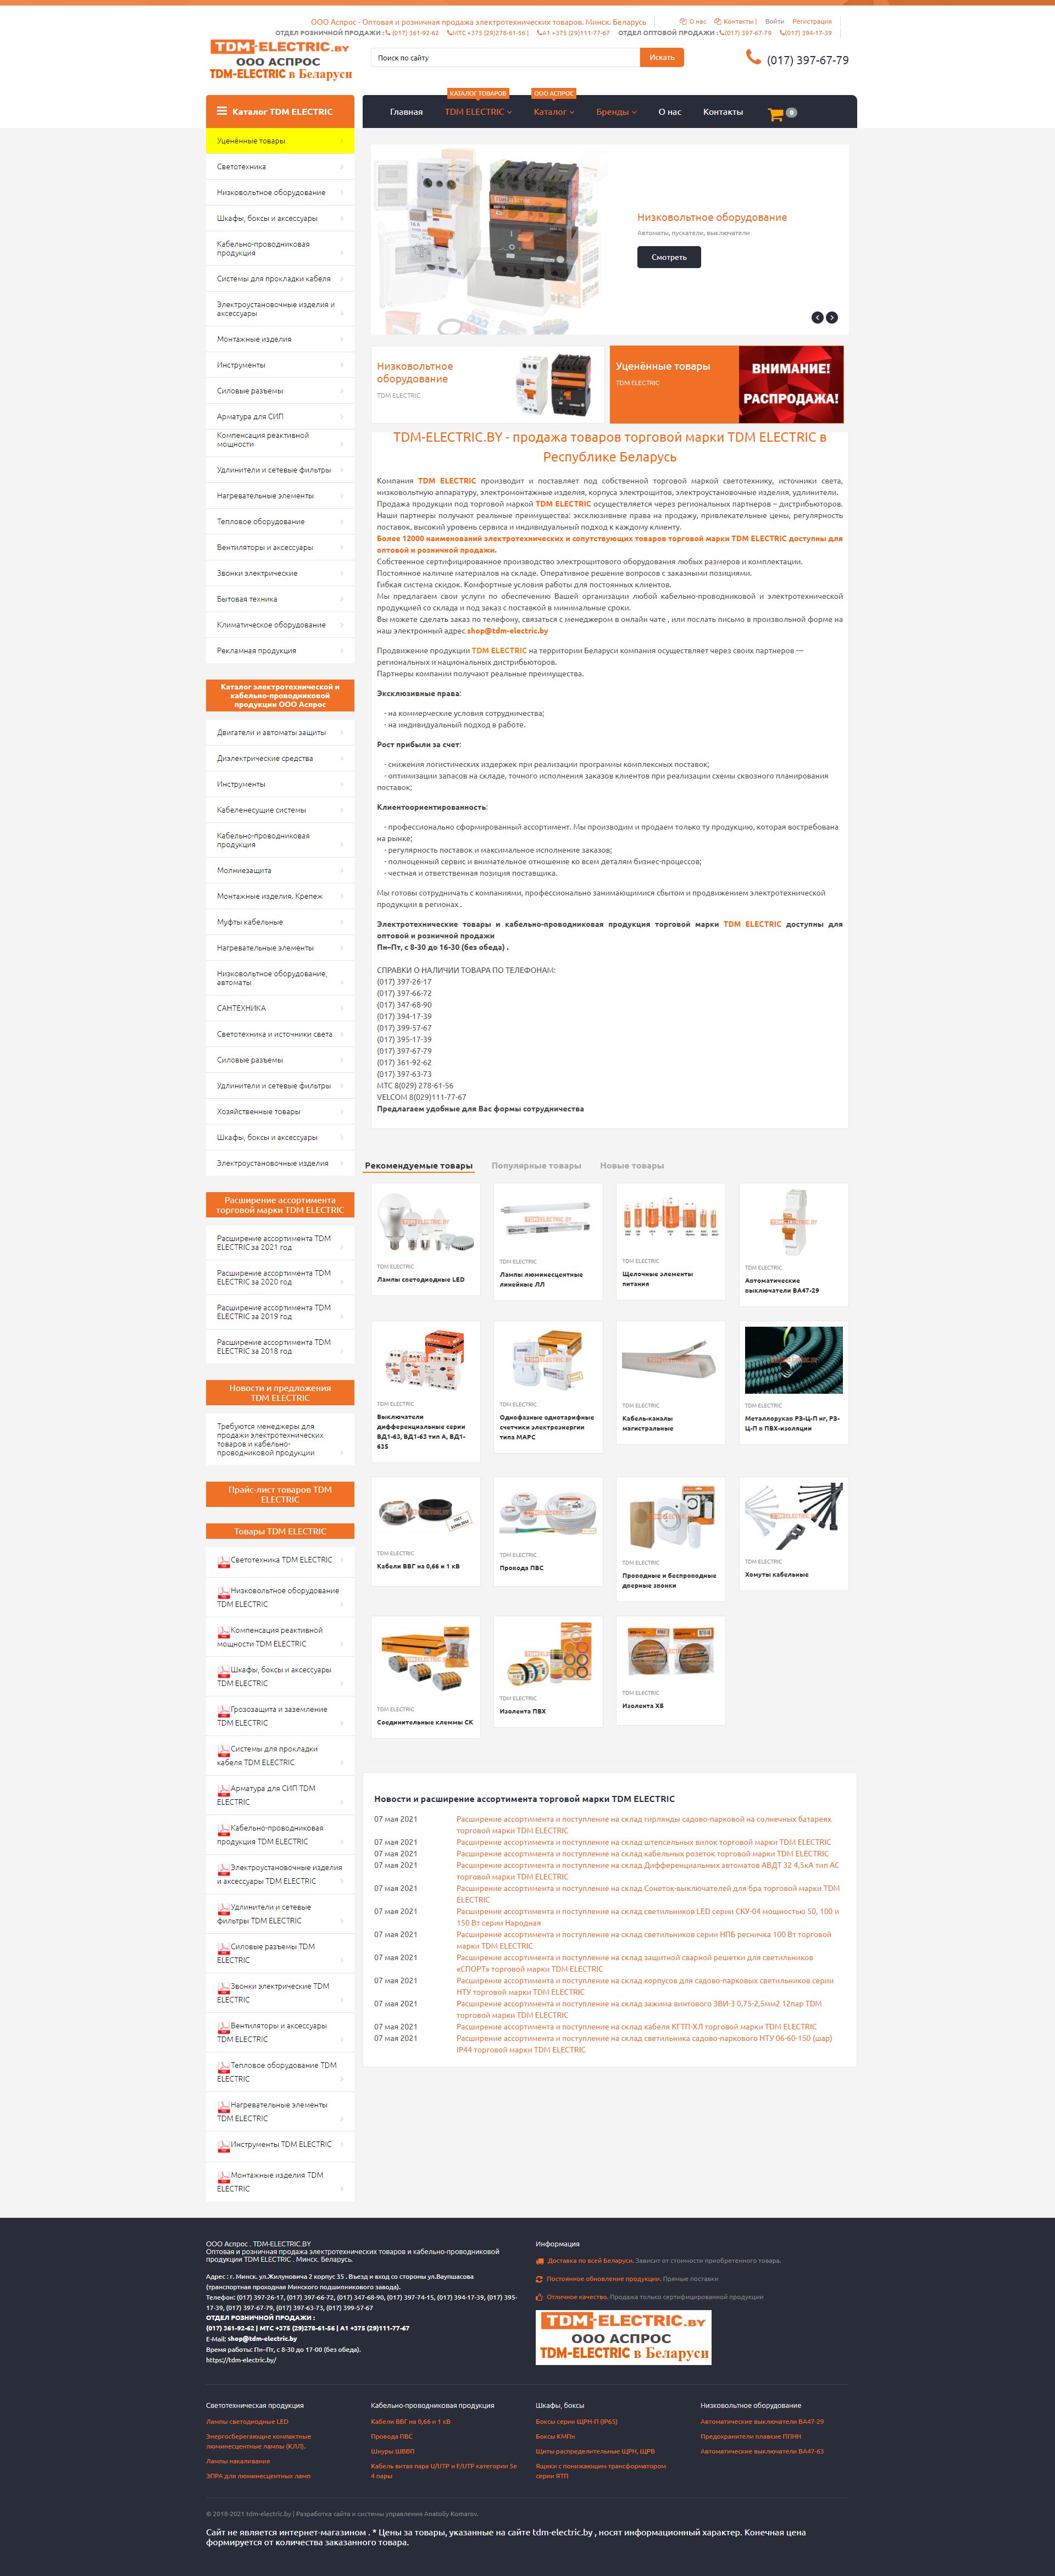 ООО Аспрос - Оптовая и розничная продажа электротехнических товаров. Минск. Беларусь
О нас
Контакты |
Войти
Регистрация
ОТДЕЛ РОЗНИЧНОЙ ПРОДАЖИ : (017) 361-92-62 МТС +375 (29)278-61-56 | А1 +375 (29)111-77-67 ОТДЕЛ ОПТОВОЙ ПРОДАЖИ : (017) 397-67-79 (017) 394-17-39
TDM-ELECTRIC.BY
ООО АСПРОС
TDM-ELECTRIC в Беларуси
Поиск по сайту
Искать
(017) 397-67-79
Каталог TDM ELECTRIC
КАТАЛОГ ТОВАРОВ
ООО АСПРОС
Главная
TDM ELECTRIC
Каталог
Бренды
О нас
Контакты
0
Уценённые товары
Светотехника
Низковольтное оборудование
Шкафы, боксы и аксессуары
Кабельно-проводниковая
продукция
Системы для прокладки кабеля
Электроустановочные изделия и
аксессуары
Монтажные изделия
Инструменты
Силовые разъемы
Арматура для СИП
Компенсация реактивной
мощности
Удлинители и сетевые фильтры
Нагревательные элементы
Тепловое оборудование
Вентиляторы и аксессуары
Звонки электрические
Бытовая техника
Климатическое оборудование
Рекламная продукция
Каталог электротехнической и
кабельно-проводниковой
продукции ООО Аспрос
Двигатели и автоматы защиты
Диэлектрические средства
Инструменты
Кабеленесущие системы
Кабельно-проводниковая
продукция
Молниезащита
Монтажные изделия. Крепеж
Муфты кабельные
Нагревательные элементы
Низковольтное оборудование,
автоматы
САНТЕХНИКА
Светотехника и источники света
Силовые разъемы
Удлинители и сетевые фильтры
Хозяйственные товары
Шкафы, боксы и аксессуары
Электроустановочные изделия
Расширение ассортимента
торговой марки TDM ELECTRIC
Расширение ассортимента TDM
ELECTRIC за 2021 год
Расширение ассортимента TDM
ELECTRIC за 2020 год
Расширение ассортимента TDM
ELECTRIC за 2019 год
Расширение ассортимента TDM
ELECTRIC за 2018 год
Новости и предложения
TDM ELECTRIC
Требуются менеджеры для
продажи электротехнических
товаров и кабельно-
проводниковой продукции
Прайс-лист товаров TDM
ELECTRIC
Товары TDM ELECTRIC
Светотехника TDM ELECTRIC
Низковольтное оборудование
TDM ELECTRIC
Компенсация реактивной
мощности TDM ELECTRIC
Шкафы, боксы и аксессуары
TDM ELECTRIC
Грозозащита и заземление
TDM ELECTRIC
Системы для прокладки
кабеля TDM ELECTRIC
Арматура для СИП TDM
ELECTRIC
Кабельно-проводниковая
продукция TDM ELECTRIC
Электроустановочные изделия
и аксессуары TDM ELECTRIC
Удлинители и сетевые
фильтры TDM ELECTRIC
Силовые разъемы TDM
ELECTRIC
Звонки электрические TDM
ELECTRIC
Вентиляторы и аксессуары
TDM ELECTRIC
Тепловое оборудование TDM
ELECTRIC
Нагревательные элементы
TDM ELECTRIC
Инструменты TDM ELECTRIC
Монтажные изделия TDM
ELECTRIC
Низковольтное оборудование
Автоматы, пускатели, выключатели
Смотреть
Низковольтное
оборудование
TDM ELECTRIC
Уценённые товары
TDM ELECTRIC
ВНИМАНИЕ!
РАСПРОДАЖА!
TDM-ELECTRIC.BY - продажа товаров торговой марки TDM ELECTRIC в
Республике Беларусь
Компания TDM ELECTRIC производит и поставляет под собственной торговой маркой светотехнику, источники света,
низковольтную аппаратуру, электромонтажные изделия, корпуса электрощитов, электроустановочные изделия, удлинители.
Продажа продукции под торговой маркой TDM ELECTRIC осуществляется через региональных партнеров – дистрибьюторов.
Наши партнеры получают реальные преимущества: эксклюзивные права на продажу, привлекательные цены, регулярность
поставок, высокий уровень сервиса и индивидуальный подход к каждому клиенту.
Более 12000 наименований электротехнических и сопутствующих товаров торговой марки TDM ELECTRIC доступны для
оптовой и розничной продажи.
Собственное сертифицированное производство электрощитового оборудования любых размеров и комплектации.
Постоянное наличие материалов на складе. Оперативное решение вопросов с заказными позициями.
Гибкая система скидок. Комфортные условия работы для постоянных клиентов.
Мы предлагаем свои услуги по обеспечению Вашей организации любой кабельно-проводниковой и электротехнической
продукцией со склада и под заказ с поставкой в минимальные сроки.
Вы можете сделать заказ по телефону, связаться с менеджером в онлайн чате , или послать письмо в произвольной форме на
наш электронный адрес shop@tdm-electric.by
Продвижение продукции TDM ELECTRIC на территории Беларуси компания осуществляет через своих партнеров —
региональных и национальных дистрибьюторов.
Партнеры компании получают реальные преимущества.
Эксклюзивные права:
- на коммерческие условия сотрудничества;
- на индивидуальный подход в работе.
Рост прибыли за счет:
- снижения логистических издержек при реализации программы комплексных поставок;
- оптимизации запасов на складе, точного исполнения заказов клиентов при реализации схемы сквозного планирования
поставок;
Клиентоориентированность:
- профессионально сформированный ассортимент. Мы производим и продаем только ту продукцию, которая востребована
на рынке;
- регулярность поставок и максимальное исполнение заказов;
- полноценный сервис и внимательное отношение ко всем деталям бизнес-процессов;
- честная и ответственная позиция поставщика.
Мы готовы сотрудничать с компаниями, профессионально занимающимися сбытом и продвижением электротехнической
продукции в регионах .
Электротехнические товары и кабельно-проводниковая продукция торговой марки TDM ELECTRIC доступны для
оптовой и розничной продажи
Пн–Пт, с 8-30 до 16-30 (без обеда) .
СПРАВКИ О НАЛИЧИИ ТОВАРА ПО ТЕЛЕФОНАМ:
(017) 397-26-17
(017) 397-66-72
(017) 347-68-90
(017) 394-17-39
(017) 399-57-67
(017) 395-17-39
(017) 397-67-79
(017) 361-92-62
(017) 397-63-73
МТС 8(029) 278-61-56
VELCOM 8(029)111-77-67
Предлагаем удобные для Вас формы сотрудничества
Рекомендуемые товары
Популярные товары
Новые товары
TDM ELECTRIC
Лампы светодиодные LED
TDM ELECTRIC
Лампы люминесцентные
линейные ЛЛ
TDM ELECTRIC
Щелочные элементы
питания
TDM ELECTRIC
Автоматические
выключатели ВА47-29
TDM ELECTRIC
Выключатели
дифференциальные серии
ВД1-63, ВД1-63 тип А, ВД1-
63S
TDM ELECTRIC
Однофазные однотарифные
счетчики электроэнергии
типа МАРС
TDM ELECTRIC
Кабель-каналы
магистральные
TDM ELECTRIC
Металлорукав РЗ-Ц-П нг, РЗ-
Ц-П в ПВХ-изоляции
TDM ELECTRIC
Кабели ВВГ на 0,66 и 1 кВ
TDM ELECTRIC
Провода ПВС
TDM ELECTRIC
Проводные и беспроводные
дверные звонки
TDM ELECTRIC
Хомуты кабельные
TDM ELECTRIC
Соединительные клеммы СК
TDM ELECTRIC
Изолента ПВХ
TDM ELECTRIC
Изолента ХБ
Новости и расширение ассортимента торговой марки TDM ELECTRIC
07 мая 2021 Расширение ассортимента и поступление на склад гирлянды садово-парковой на солнечных батареях
торговой марки TDM ELECTRIC
07 мая 2021 Расширение ассортимента и поступление на склад штепсельных вилок торговой марки TDM ELECTRIC
07 мая 2021 Расширение ассортимента и поступление на склад кабельных розеток торговой марки TDM ELECTRIC
07 мая 2021 Расширение ассортимента и поступление на склад Дифференциальных автоматов АВДТ 32 4,5кА тип АС
торговой марки TDM ELECTRIC
07 мая 2021 Расширение ассортимента и поступление на склад Сонеток-выключателей для бра торговой марки TDM
ELECTRIC
07 мая 2021 Расширение ассортимента и поступление на склад светильников LED серии СКУ-04 мощностью 50, 100 и
150 Вт серии Народная
07 мая 2021 Расширение ассортимента и поступление на склад светильников серии НПБ ресничка 100 Вт торговой
марки TDM ELECTRIC
07 мая 2021 Расширение ассортимента и поступление на склад защитной сварной решетки для светильников
«СПОРТ» торговой марки TDM ELECTRIC
07 мая 2021 Расширение ассортимента и поступление на склад корпусов для садово-парковых светильников серии
НТУ торговой марки TDM ELECTRIC
07 мая 2021 Расширение ассортимента и поступление на склад зажима винтового ЗВИ-3 0,75-2,5мм2 12пар TDM
торговой марки TDM ELECTRIC
07 мая 2021 Расширение ассортимента и поступление на склад кабеля КГТП-ХЛ торговой марки TDM ELECTRIC
07 мая 2021 Расширение ассортимента и поступление на склад светильника садово-паркового НТУ 06-60-150 (шар)
IP44 торговой марки TDM ELECTRIC
ООО Аспрос . TDM-ELECTRIC.BY
Оптовая и розничная продажа электротехнических товаров и кабельно-проводниковой
продукции TDM ELECTRIC . Минск. Беларусь.
Адрес : г. Минск. ул.Жилуновича 2 корпус 35 . Въезд и вход со стороны ул.Ваупшасова
(транспортная проходная Минского подшипникового завода).
Телефон: (017) 397-26-17, (017) 397-66-72, (017) 347-68-90, (017) 397-74-15, (017) 394-17-39, (017) 395-
17-39, (017) 397-67-79, (017) 397-63-73, (017) 399-57-67
ОТДЕЛ РОЗНИЧНОЙ ПРОДАЖИ :
(017) 361-92-62 | МТС +375 (29)278-61-56 | А1 +375 (29)111-77-67
E-Mail: shop@tdm-electric.by
Время работы: Пн–Пт, с 8-30 до 17-00 (без обеда).
https://tdm-electric.by/
Информация
Доставка по всей Беларуси. Зависит от стоимости приобретенного товара.
Постоянное обновление продукции. Прямые поставки
Отличное качество. Продажа только сертифицированной продукции
TDM-ELECTRIC.BY
ООО АСПРОС
TDM-ELECTRIC в Беларуси
Светотехническая продукция
Лампы светодиодные LED
Энергосберегающие компактные
люминесцентные лампы (КЛЛ).
Лампы накаливания
ЭПРА для люминесцентных ламп
Кабельно-проводниковая продукция
Кабели ВВГ на 0,66 и 1 кВ
Провода ПВС
Шнуры ШВВП
Кабель витая пара U/UTP и F/UTP категории 5е
4 пары
Шкафы, боксы
Боксы серии ЩРН-П (IP65)
Боксы КМПн
Щиты распределительные ЩРН, ЩРВ
Ящики с понижающим трансформатором
серии ЯТП
Низковольтное оборудование
Автоматические выключатели ВА47-29
Предохранители плавкие ППНН
Автоматические выключатели ВА47-63
© 2018-2021 tdm-electric.by | Разработка сайта и системы управления Anatoliy Komarov.
Сайт не является интернет-магазином . * Цены за товары, указанные на сайте tdm-electric.by , носят информационный характер. Конечная цена
формируется от количества заказанного товара.